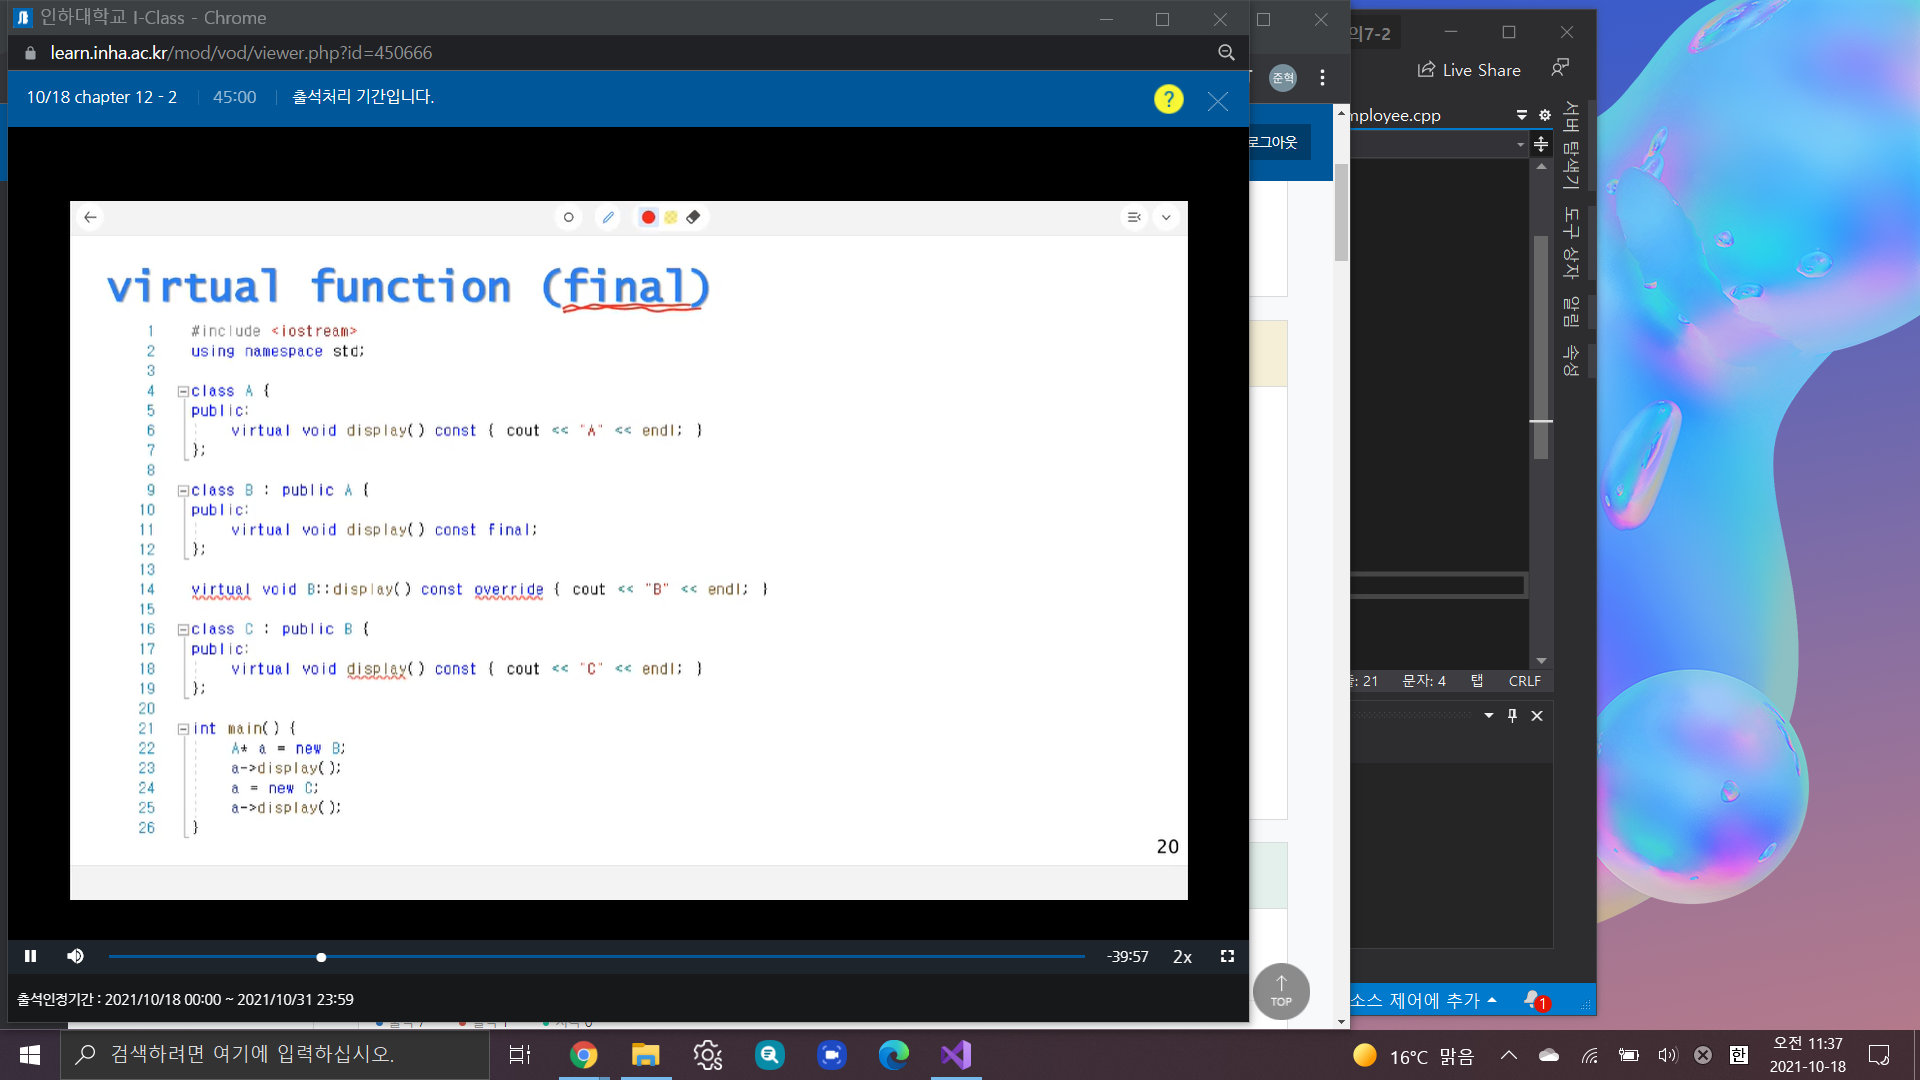 인하대학교 I-Class - Chrome
learn.inha.ac.kr/mod/vod/viewer.php?id=450666
10/18 chapter 12 - 2
45:00
출석처리 기간입니다.
?
virtual function (final)
1 #include <iostream>
2 using namespace std;
3
4 class A {
5 public:
6 virtual void display() const { cout << "A" << endl; }
7 };
8
9 class B : public A {
10 public:
11 virtual void display() const final;
12 };
13
14 virtual void B::display() const override { cout << "B" << endl; }
15
16 class C : public B {
17 public:
18 virtual void display() const { cout << "C" << endl; }
19 };
20
21 int main() {
22 A* a = new B;
23 a->display();
24 a = new C;
25 a->display();
26 }
20
-39:57
2x
출석인정기간 : 2021/10/18 00:00 ~ 2021/10/31 23:59
준혁
로그아웃
TOP
7-2
Live Share
mployee.cpp
서버 탐색기
도구 상자
알림
속성
21
문자: 4
탭
CRLF
소스 제어에 추가
1
검색하려면 여기에 입력하십시오.
16°C 맑음
한
오전 11:37
2021-10-18